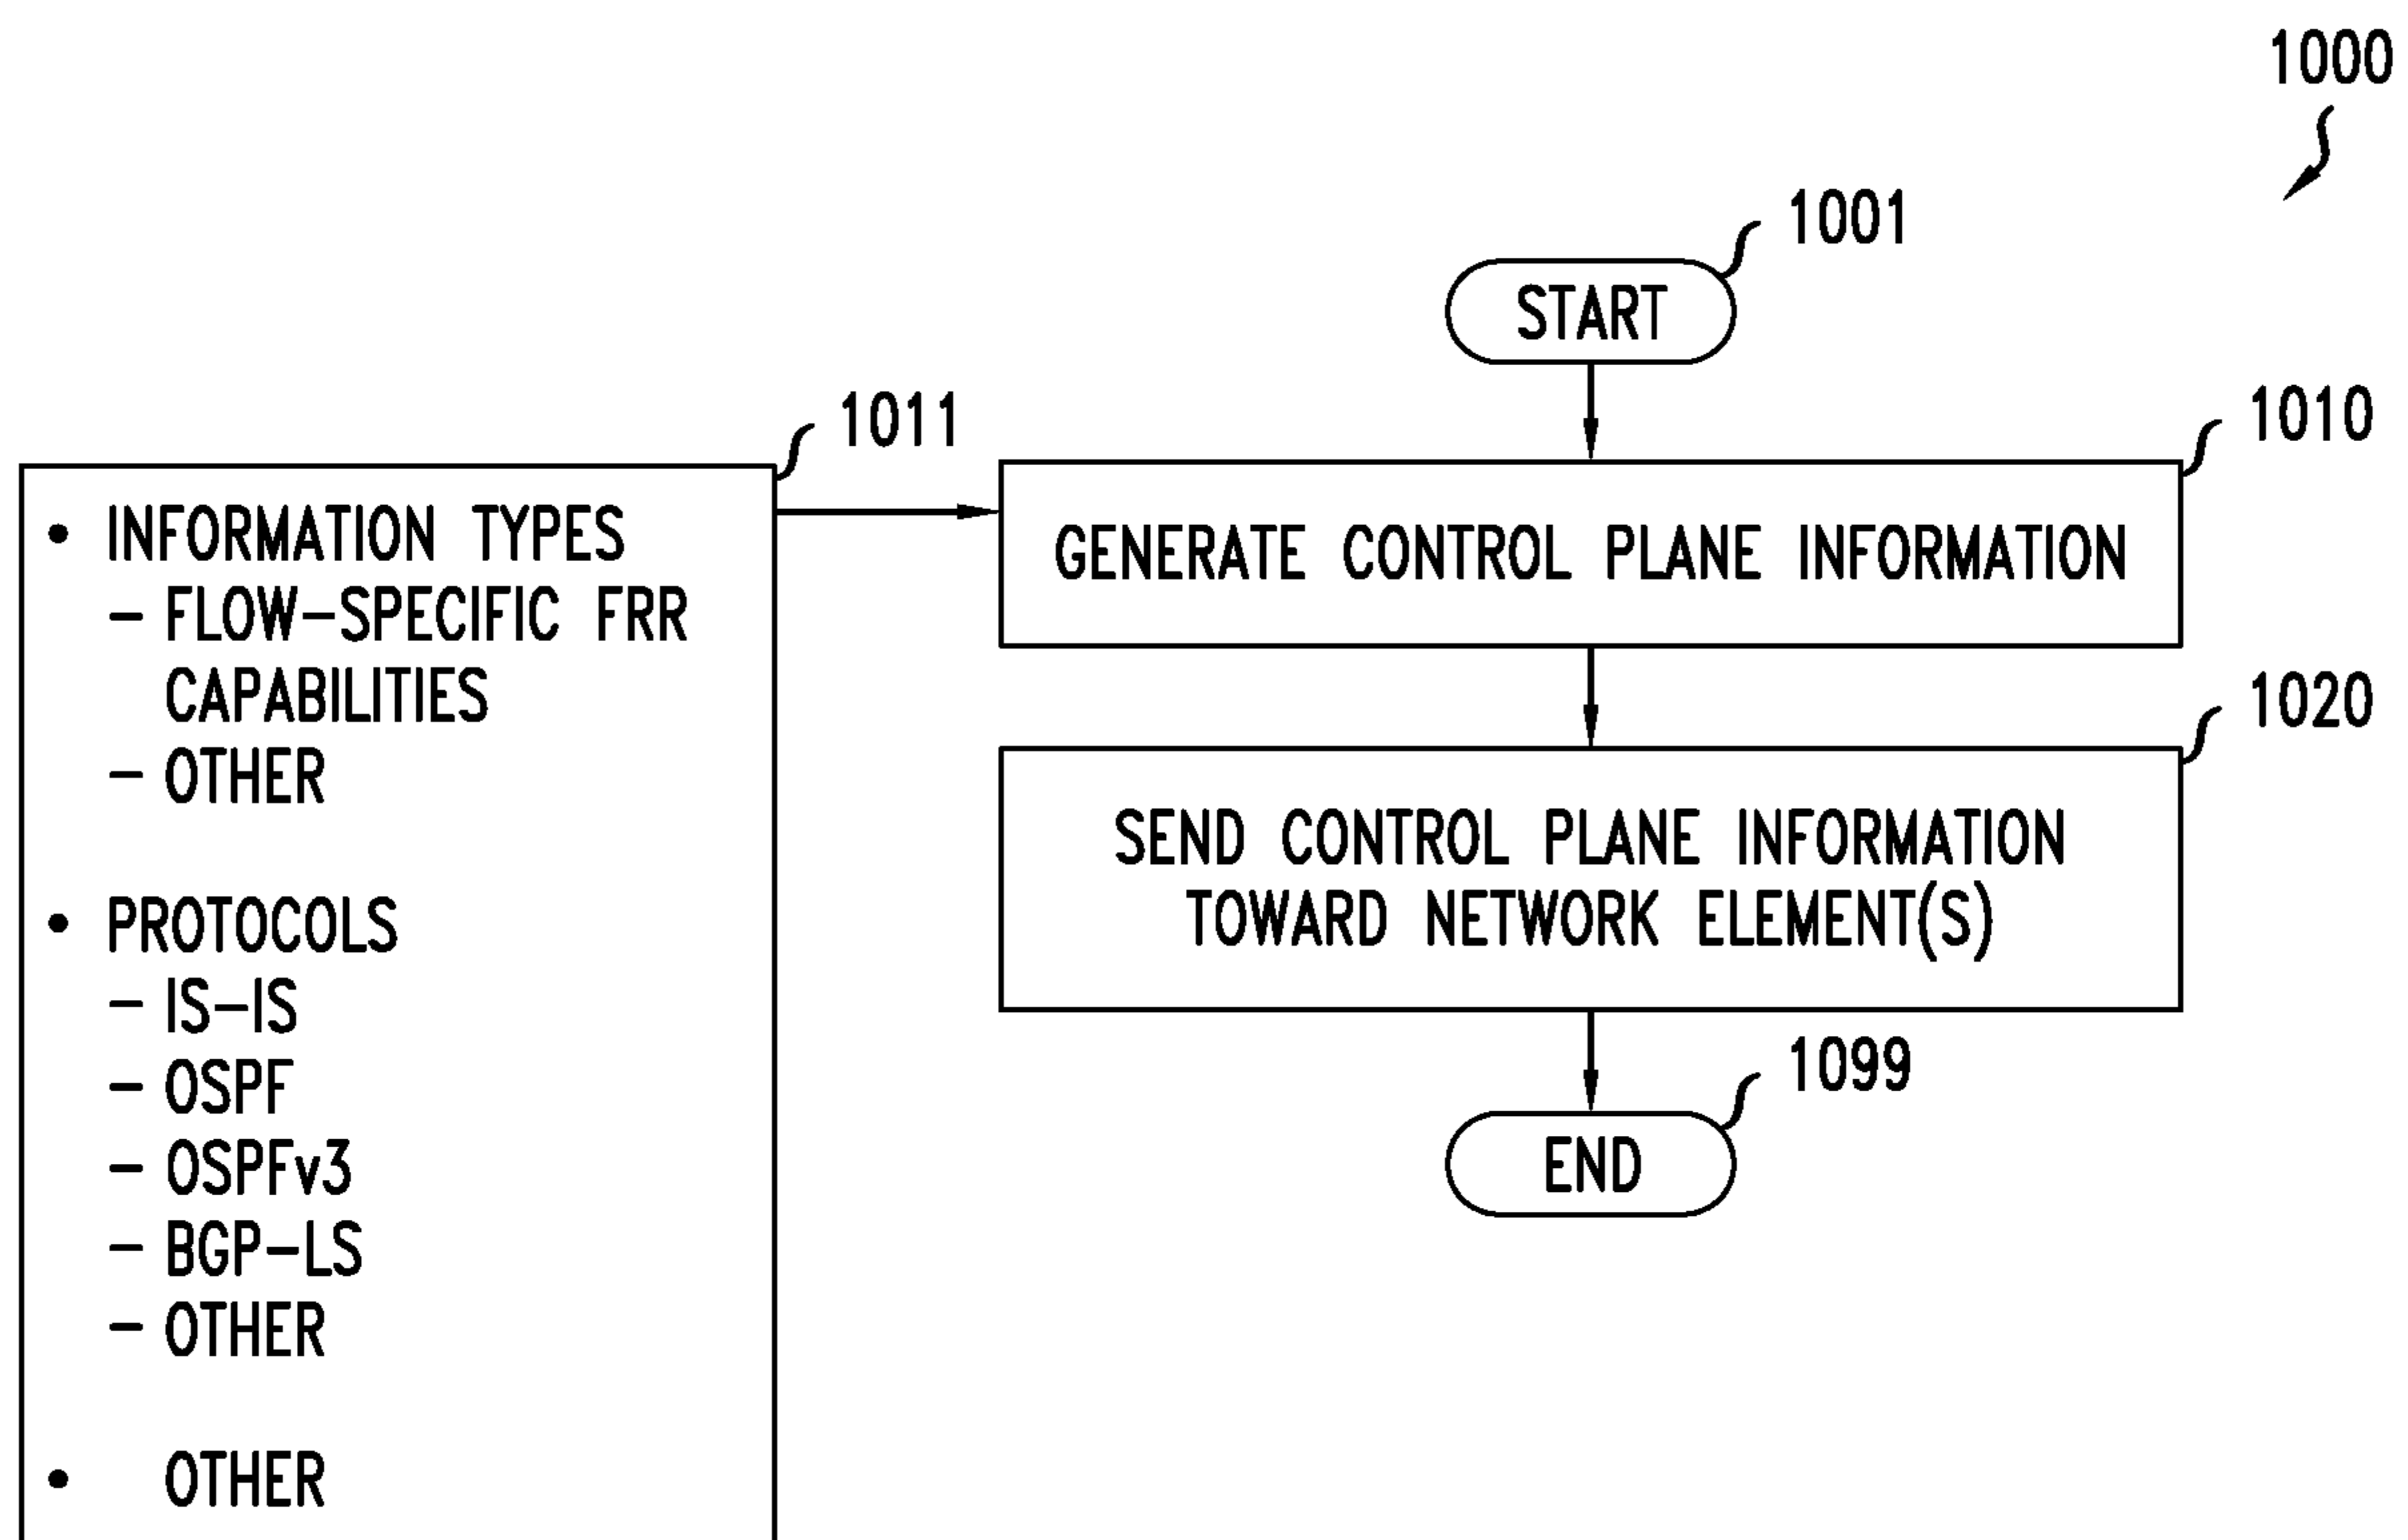 1000
1001
START
1011
1010
• INFORMATION TYPES
– FLOW–SPECIFIC FRR
CAPABILITIES
– OTHER
• PROTOCOLS
– IS–IS
– OSPF
– OSPFv3
– BGP–LS
– OTHER
• OTHER
GENERATE CONTROL PLANE INFORMATION
1020
SEND CONTROL PLANE INFORMATION
TOWARD NETWORK ELEMENT(S)
1099
END